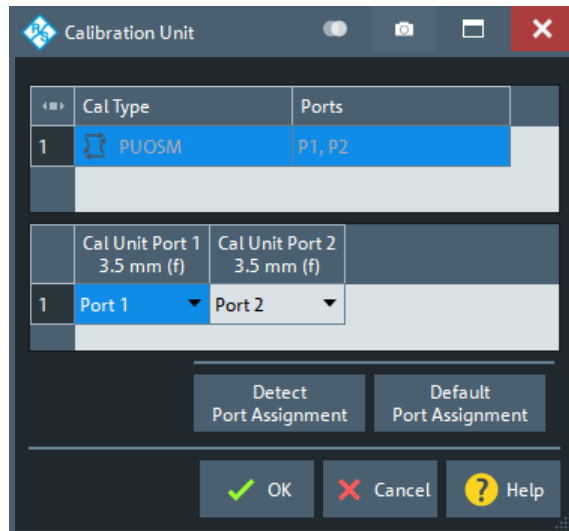 Calibration Unit
Cal Type Ports
1 PUOSM P1, P2
Cal Unit Port 1 Cal Unit Port 2
3.5 mm (f) 3.5 mm (f)
1 Port 1 Port 2
Detect Default
Port Assignment Port Assignment
OK Cancel ? Help